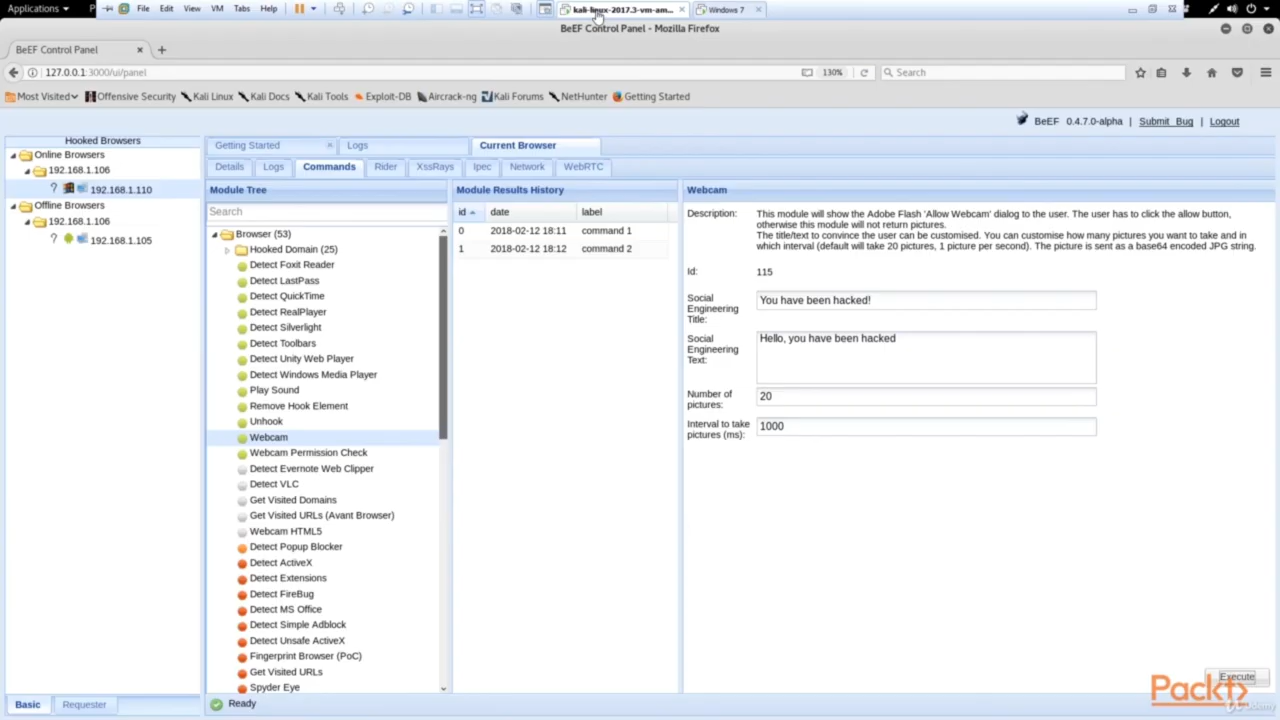 Applications
P
File Edit View VM Tabs Help
kali-linux-2017.3-vm-am... ×
Windows 7 ×
BeEF Control Panel - Mozilla Firefox
BeEF Control Panel × +
127.0.0.1:3000/ui/panel
130%
Search
Most Visited Offensive Security Kali Linux Kali Docs Kali Tools Exploit-DB Aircrack-ng Kali Forums NetHunter Getting Started
BeEF 0.4.7.0-alpha | Submit Bug | Logout
Hooked Browsers
Online Browsers
192.168.1.106
? 192.168.1.110
Offline Browsers
192.168.1.106
? 192.168.1.105
Basic Requester
Getting Started × Logs Current Browser
Details Logs Commands Rider XssRays Ipec Network WebRTC
Module Tree
Search
Browser (53)
Hooked Domain (25)
Detect Foxit Reader
Detect LastPass
Detect QuickTime
Detect RealPlayer
Detect Silverlight
Detect Toolbars
Detect Unity Web Player
Detect Windows Media Player
Play Sound
Remove Hook Element
Unhook
Webcam
Webcam Permission Check
Detect Evernote Web Clipper
Detect VLC
Get Visited Domains
Get Visited URLs (Avant Browser)
Webcam HTML5
Detect Popup Blocker
Detect ActiveX
Detect Extensions
Detect FireBug
Detect MS Office
Detect Simple Adblock
Detect Unsafe ActiveX
Fingerprint Browser (PoC)
Get Visited URLs
Spyder Eye
Module Results History
id date label
0 2018-02-12 18:11 command 1
1 2018-02-12 18:12 command 2
Webcam
Description: This module will show the Adobe Flash 'Allow Webcam' dialog to the user. The user has to click the allow button,
otherwise this module will not return pictures.
The title/text to convince the user can be customised. You can customise how many pictures you want to take and in
which interval (default will take 20 pictures, 1 picture per second). The picture is sent as a base64 encoded JPG string.
Id: 115
Social
Engineering
Title:
You have been hacked!
Social
Engineering
Text:
Hello, you have been hacked
Number of
pictures:
20
Interval to take
pictures (ms):
1000
Execute
Ready
Packt
Udemy